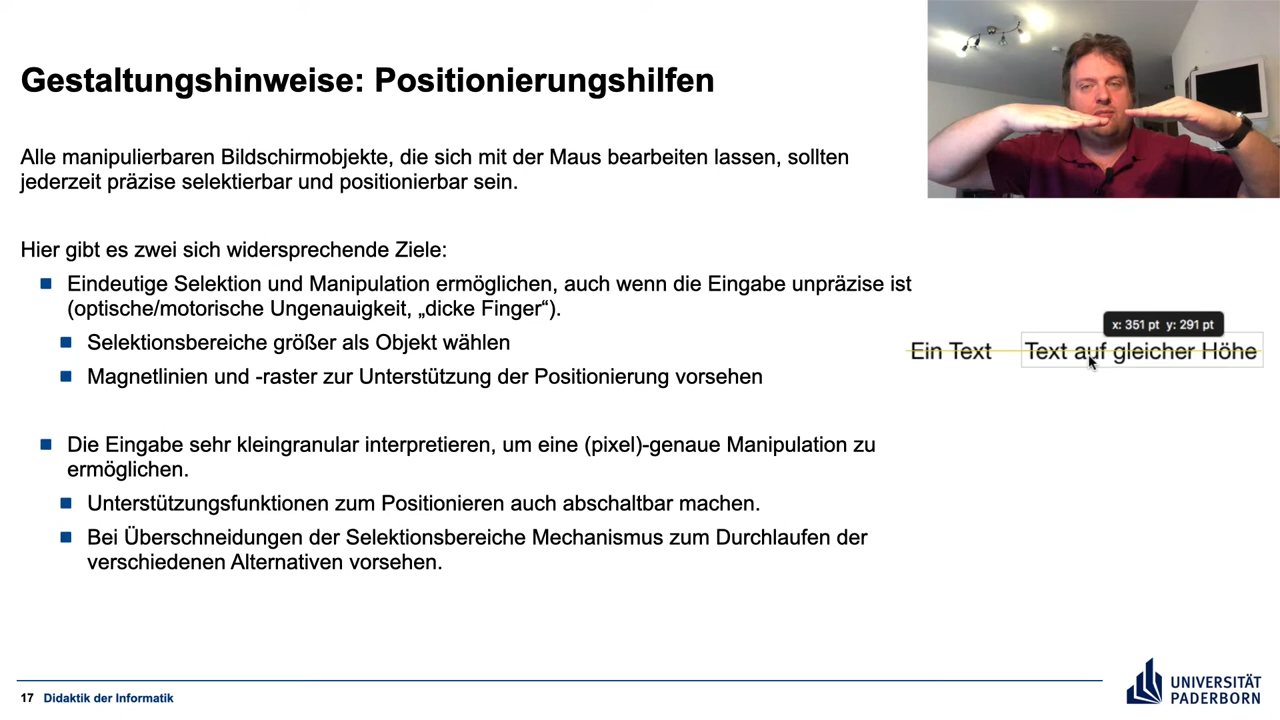 Gestaltungshinweise: Positionierungshilfen
Alle manipulierbaren Bildschirmobjekte, die sich mit der Maus bearbeiten lassen, sollten
jederzeit präzise selektierbar und positionierbar sein.
Hier gibt es zwei sich widersprechende Ziele:
Eindeutige Selektion und Manipulation ermöglichen, auch wenn die Eingabe unpräzise ist
(optische/motorische Ungenauigkeit, „dicke Finger“).
Selektionsbereiche größer als Objekt wählen
Magnetlinien und -raster zur Unterstützung der Positionierung vorsehen
x: 351 pt y: 291 pt
Ein Text Text auf gleicher Höhe
Die Eingabe sehr kleingranular interpretieren, um eine (pixel)-genaue Manipulation zu
ermöglichen.
Unterstützungsfunktionen zum Positionieren auch abschaltbar machen.
Bei Überschneidungen der Selektionsbereiche Mechanismus zum Durchlaufen der
verschiedenen Alternativen vorsehen.
17 Didaktik der Informatik
UNIVERSITÄT
PADERBORN